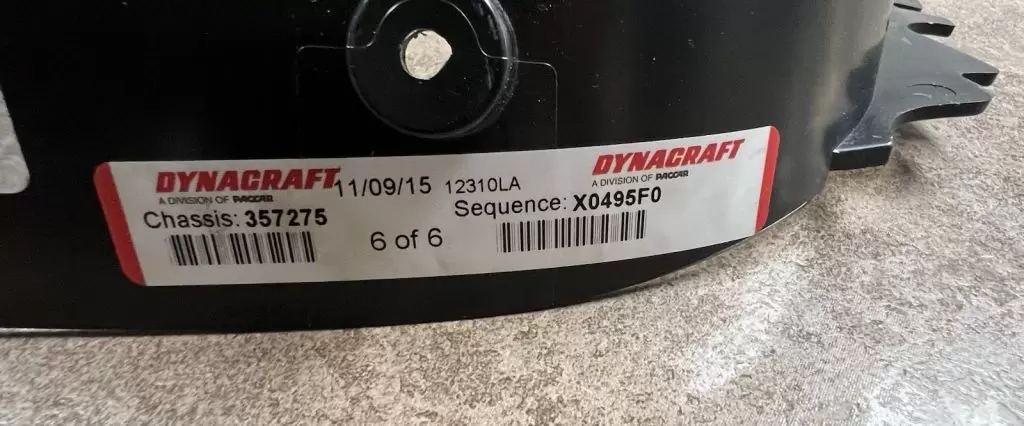 DYNACRAFT 11/09/15 12310LA DYNACRAFT
A DIVISION OF PACCAR A DIVISION OF PACCAR
Chassis: 357275 Sequence: X0495F0
6 of 6